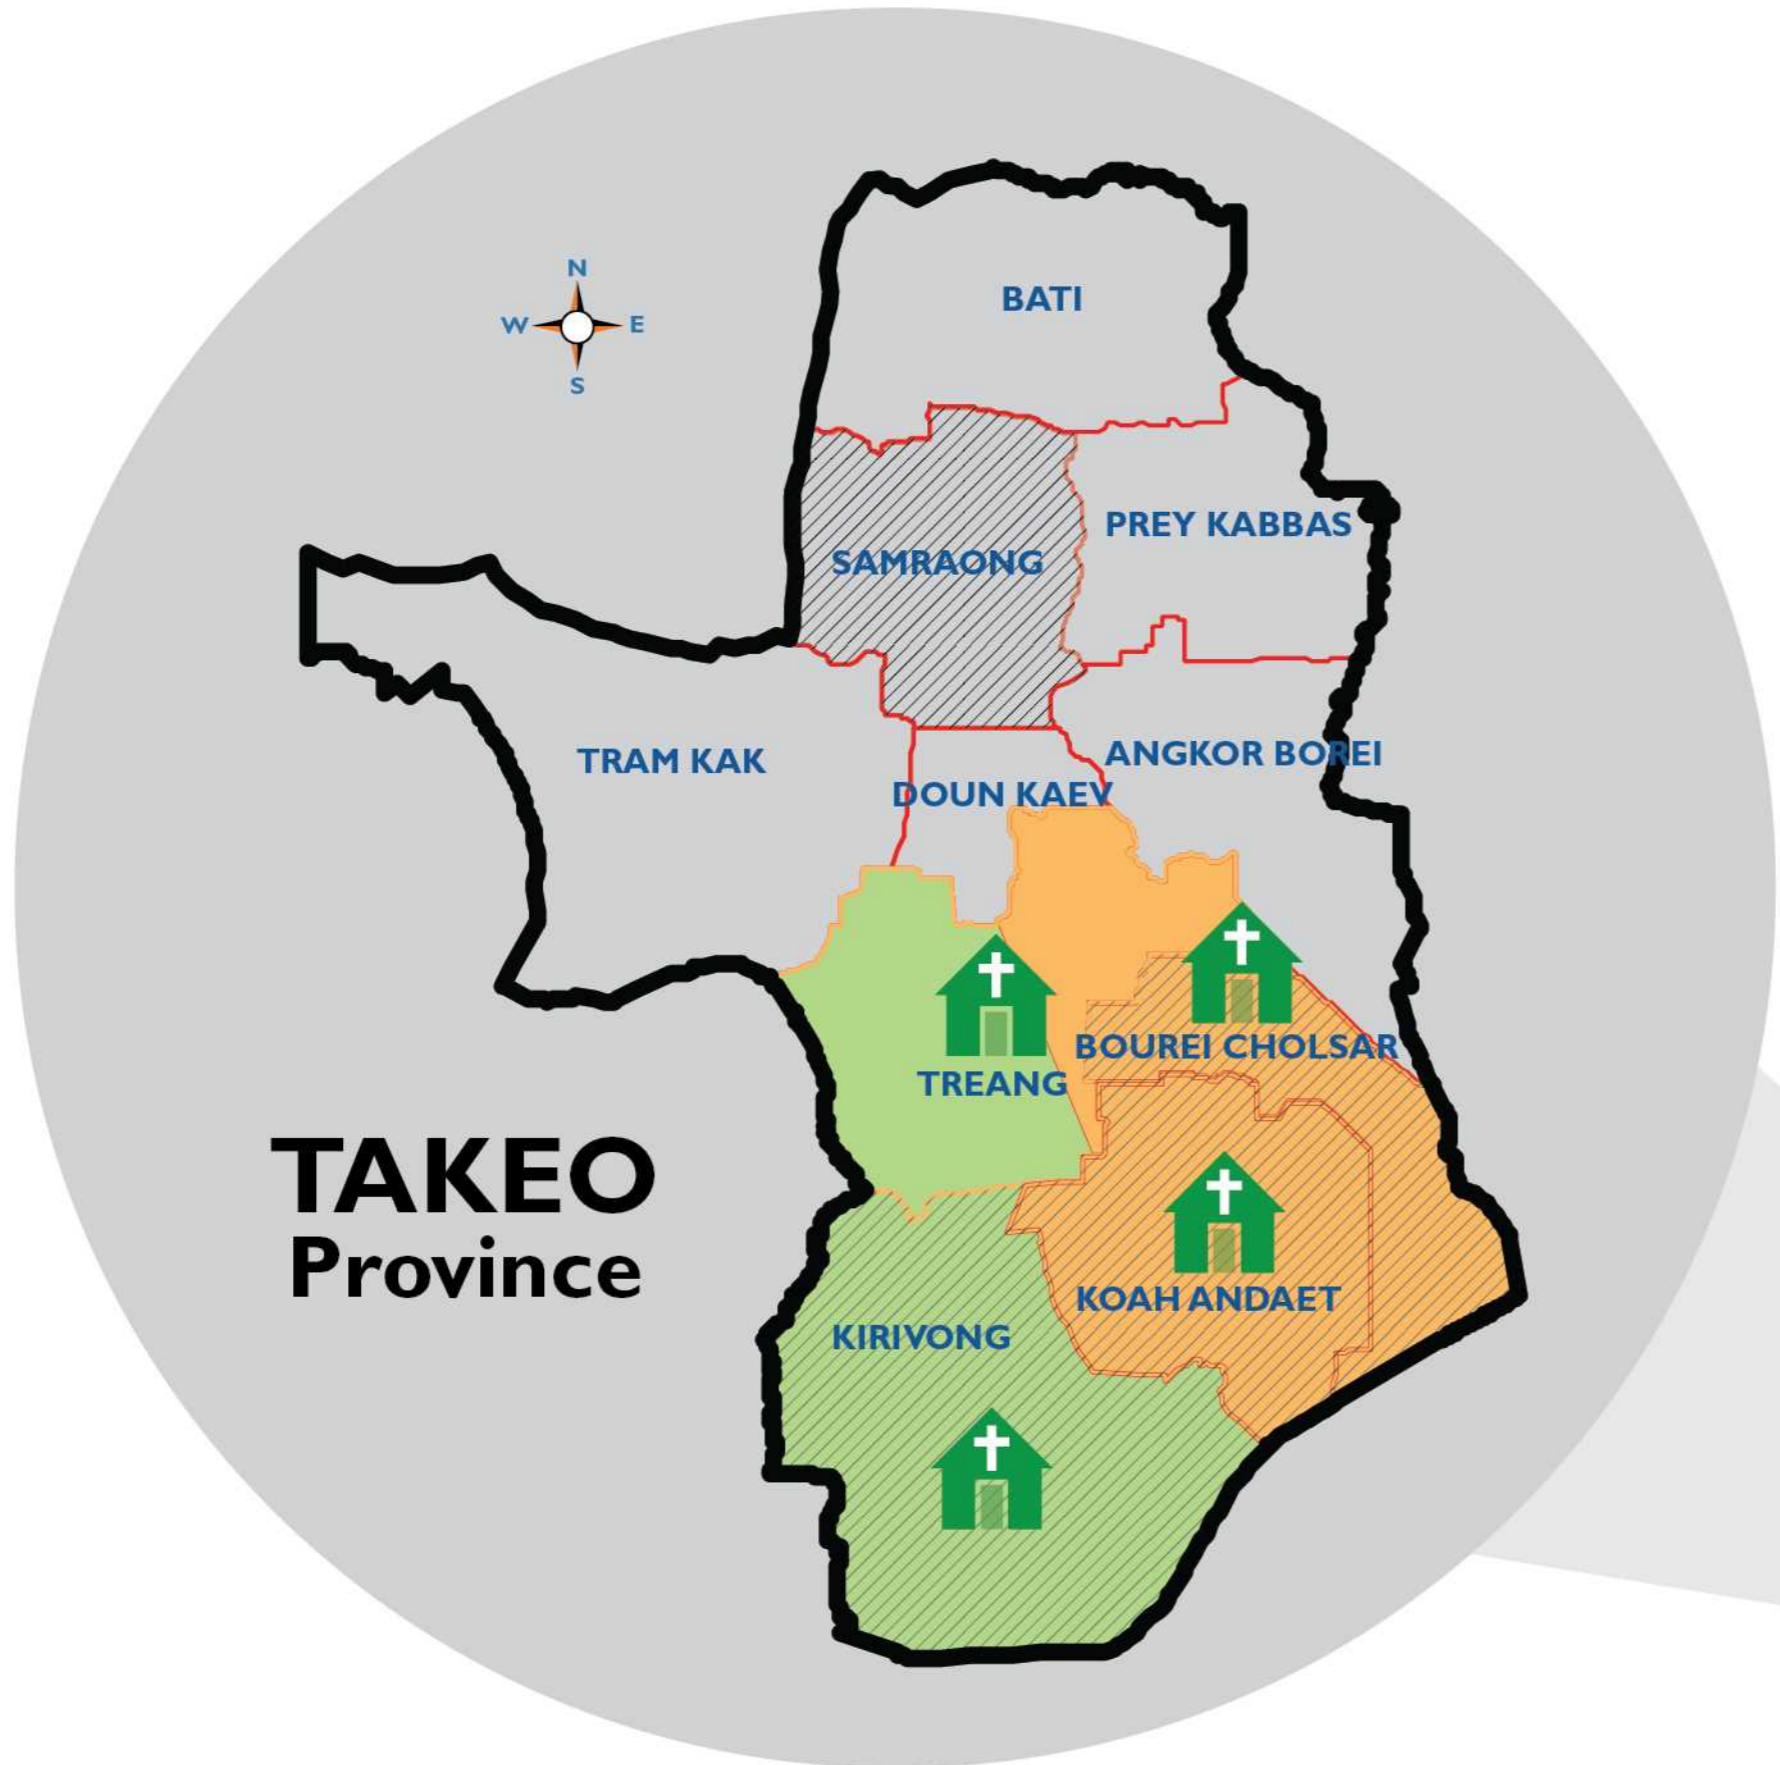 N
W E
S
BATI
PREY KABBAS
SAMRAONG
TRAM KAK
ANGKOR BOREI
DOUN KAEV
BOUREI CHOLSAR
TREANG
TAKEO
Province
KOAH ANDAET
KIRIVONG